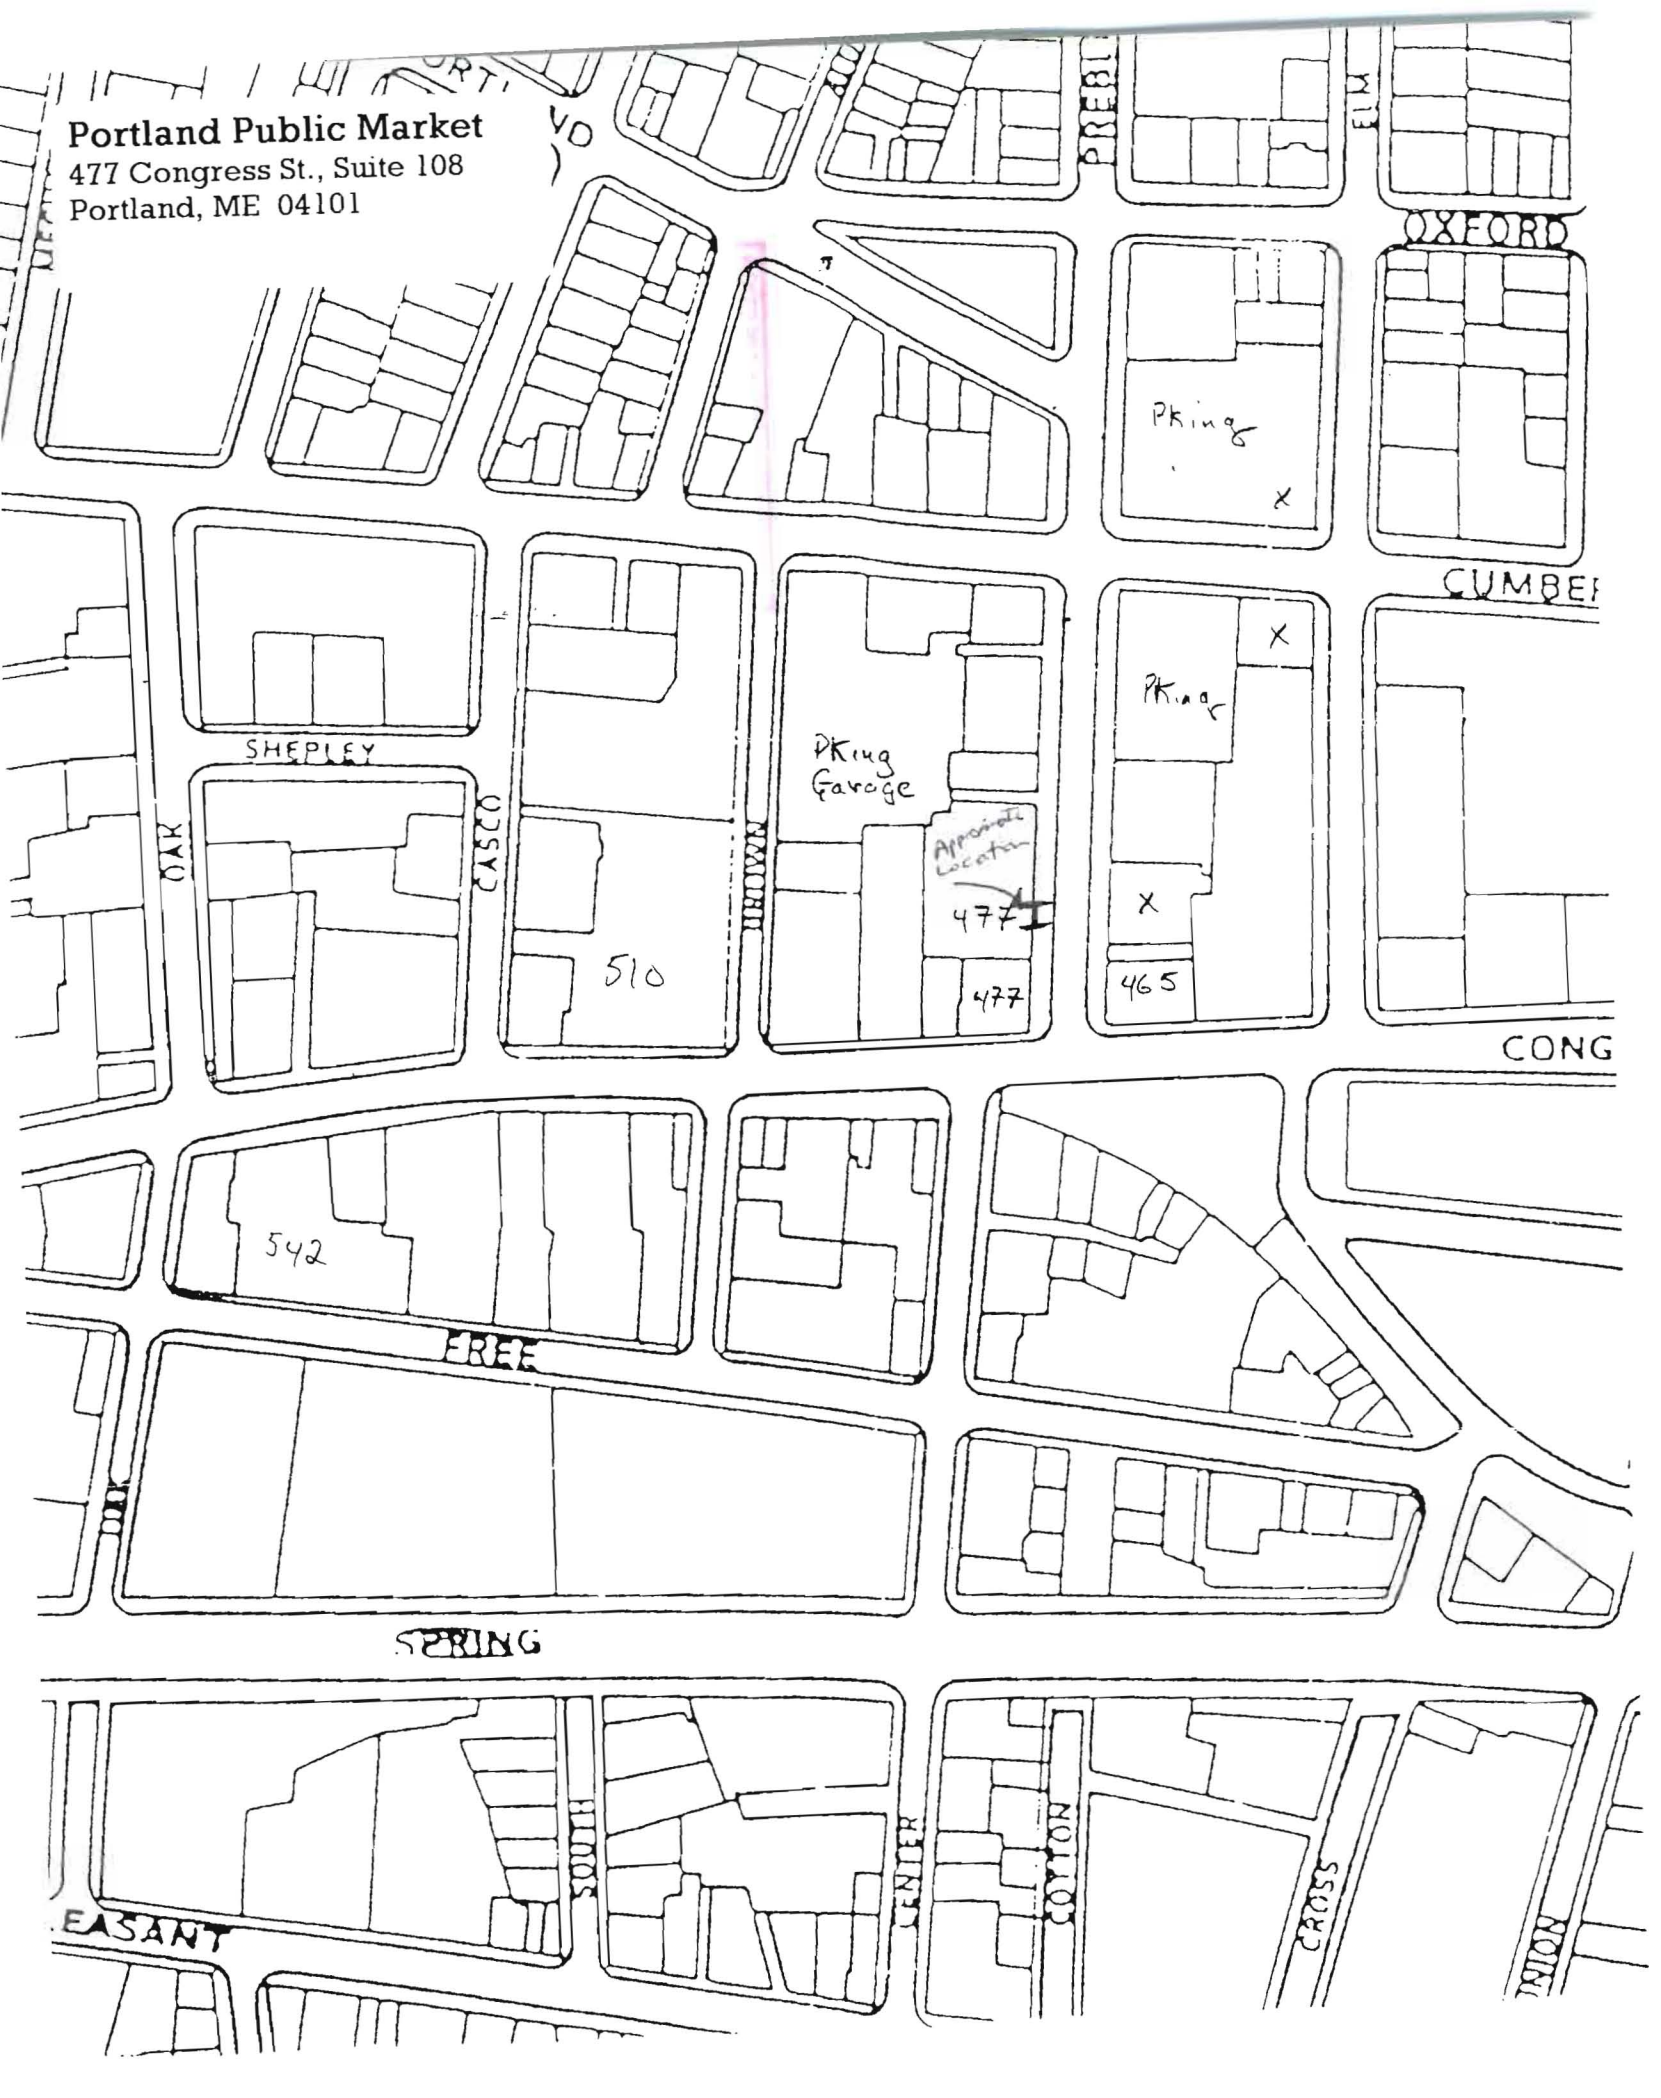 Portland Public Market
477 Congress St., Suite 108
Portland, ME 04101
PREBLE
ELM
OXFORD
PKing
X
CUMBER
X
PKing
SHEPLEY
PKing
Garage
OAK
CASCO
BROWN
Approximate
Location
477
X
510
477
465
CONG
542
FREE
SPRING
SOUTH
CENTER
COTTON
CROSS
UNION
EASANT